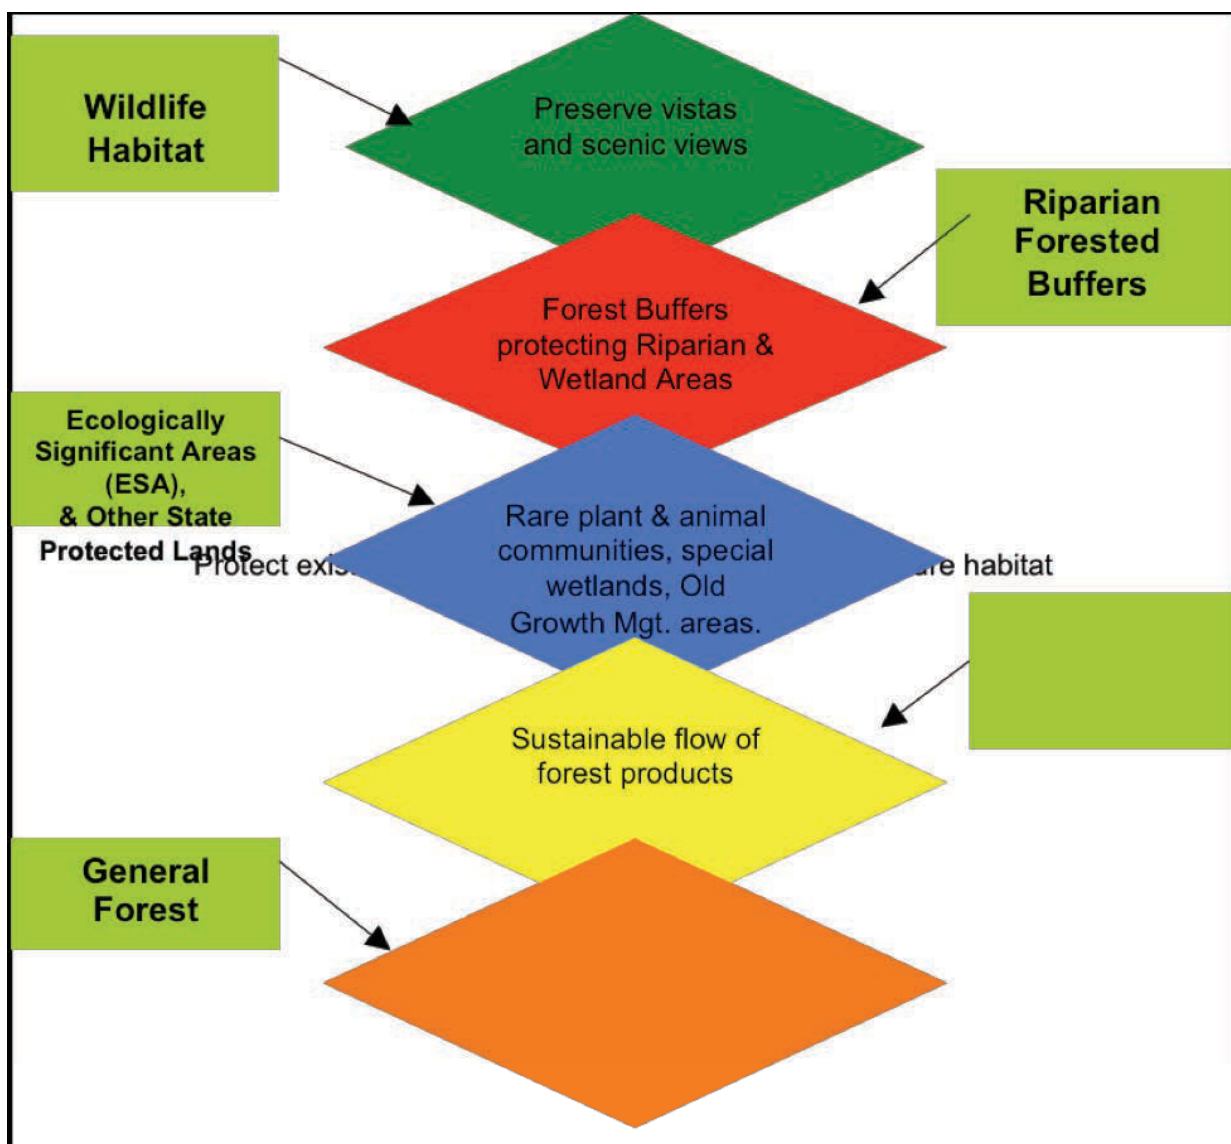 Wildlife
Habitat
Preserve vistas
and scenic views
Riparian
Forested
Buffers
Forest Buffers
protecting Riparian &
Wetland Areas
Ecologically
Significant Areas
(ESA),
& Other State
Protected Lands
Rare plant & animal
communities, special
wetlands, Old
Growth Mgt. areas.
Protect habitat
Sustainable flow of
forest products
General
Forest